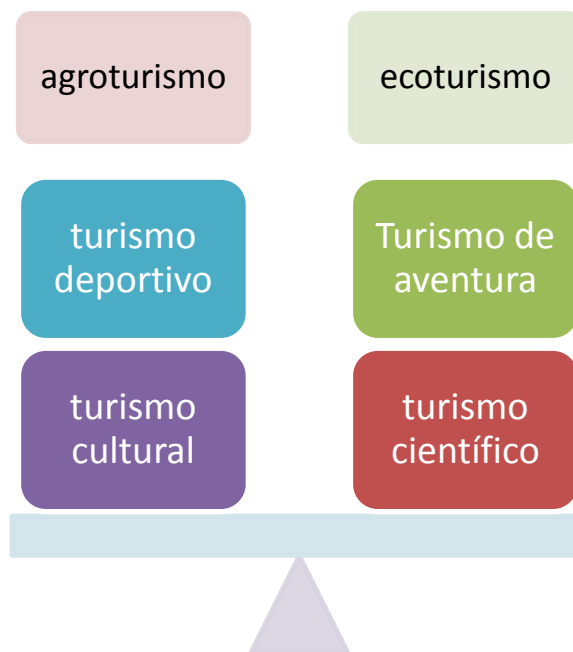 agroturismo
ecoturismo
turismo
deportivo
Turismo de
aventura
turismo
cultural
turismo
científico